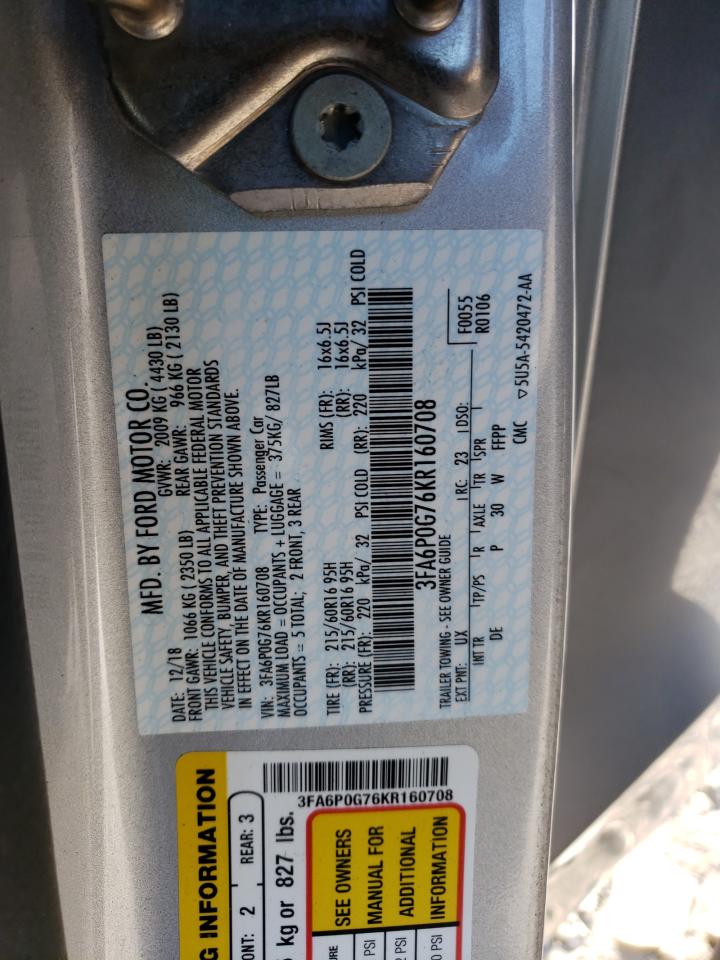 MFD. BY FORD MOTOR CO.
DATE: 12/18 GVWR: 2009 KG ( 4430 LB)
FRONT GAWR: 1066 KG ( 2350 LB) REAR GAWR: 966 KG ( 2130 LB)
THIS VEHICLE CONFORMS TO ALL APPLICABLE FEDERAL MOTOR
VEHICLE SAFETY, BUMPER, AND THEFT PREVENTION STANDARDS
IN EFFECT ON THE DATE OF MANUFACTURE SHOWN ABOVE.
VIN: 3FA6P0G76KR160708 TYPE: Passenger Car
MAXIMUM LOAD = OCCUPANTS + LUGGAGE = 375KG/ 827LB
OCCUPANTS = 5 TOTAL; 2 FRONT, 3 REAR
TIRE (FR): 215/60R16 95H RIMS (FR): 16x6.5J
(RR): 215/60R16 95H (RR): 16x6.5J
PRESSURE (FR): 220 kPa/ 32 PSI COLD (RR): 220 kPa/ 32 PSI COLD
3FA6P0G76KR160708
TRAILER TOWING - SEE OWNER GUIDE
F0055
R0106
EXT PNT: UX RC: 23 DSO:
INT TR TP/PS R AXLE TR SPR
DE P 30 W FFPP
CMC ▽5U5A-5420472-AA
3FA6P0G76KR160708
G INFORMATION
ONT: 2 REAR: 3
kg or 827 lbs.
SEE OWNERS
MANUAL FOR
ADDITIONAL
INFORMATION
URE
PSI
PSI
0 PSI